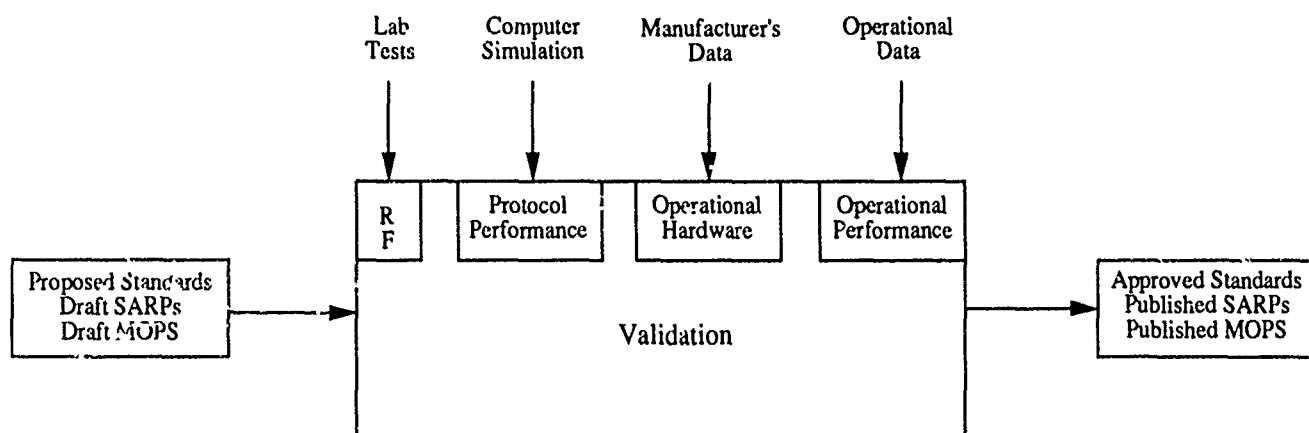 Lab
Tests
Computer
Simulation
Manufacturer's
Data
Operational
Data
R
F
Protocol
Performance
Operational
Hardware
Operational
Performance
Proposed Standards
Draft SARPs
Draft MOPS
Validation
Approved Standards
Published SARPs
Published MOPS